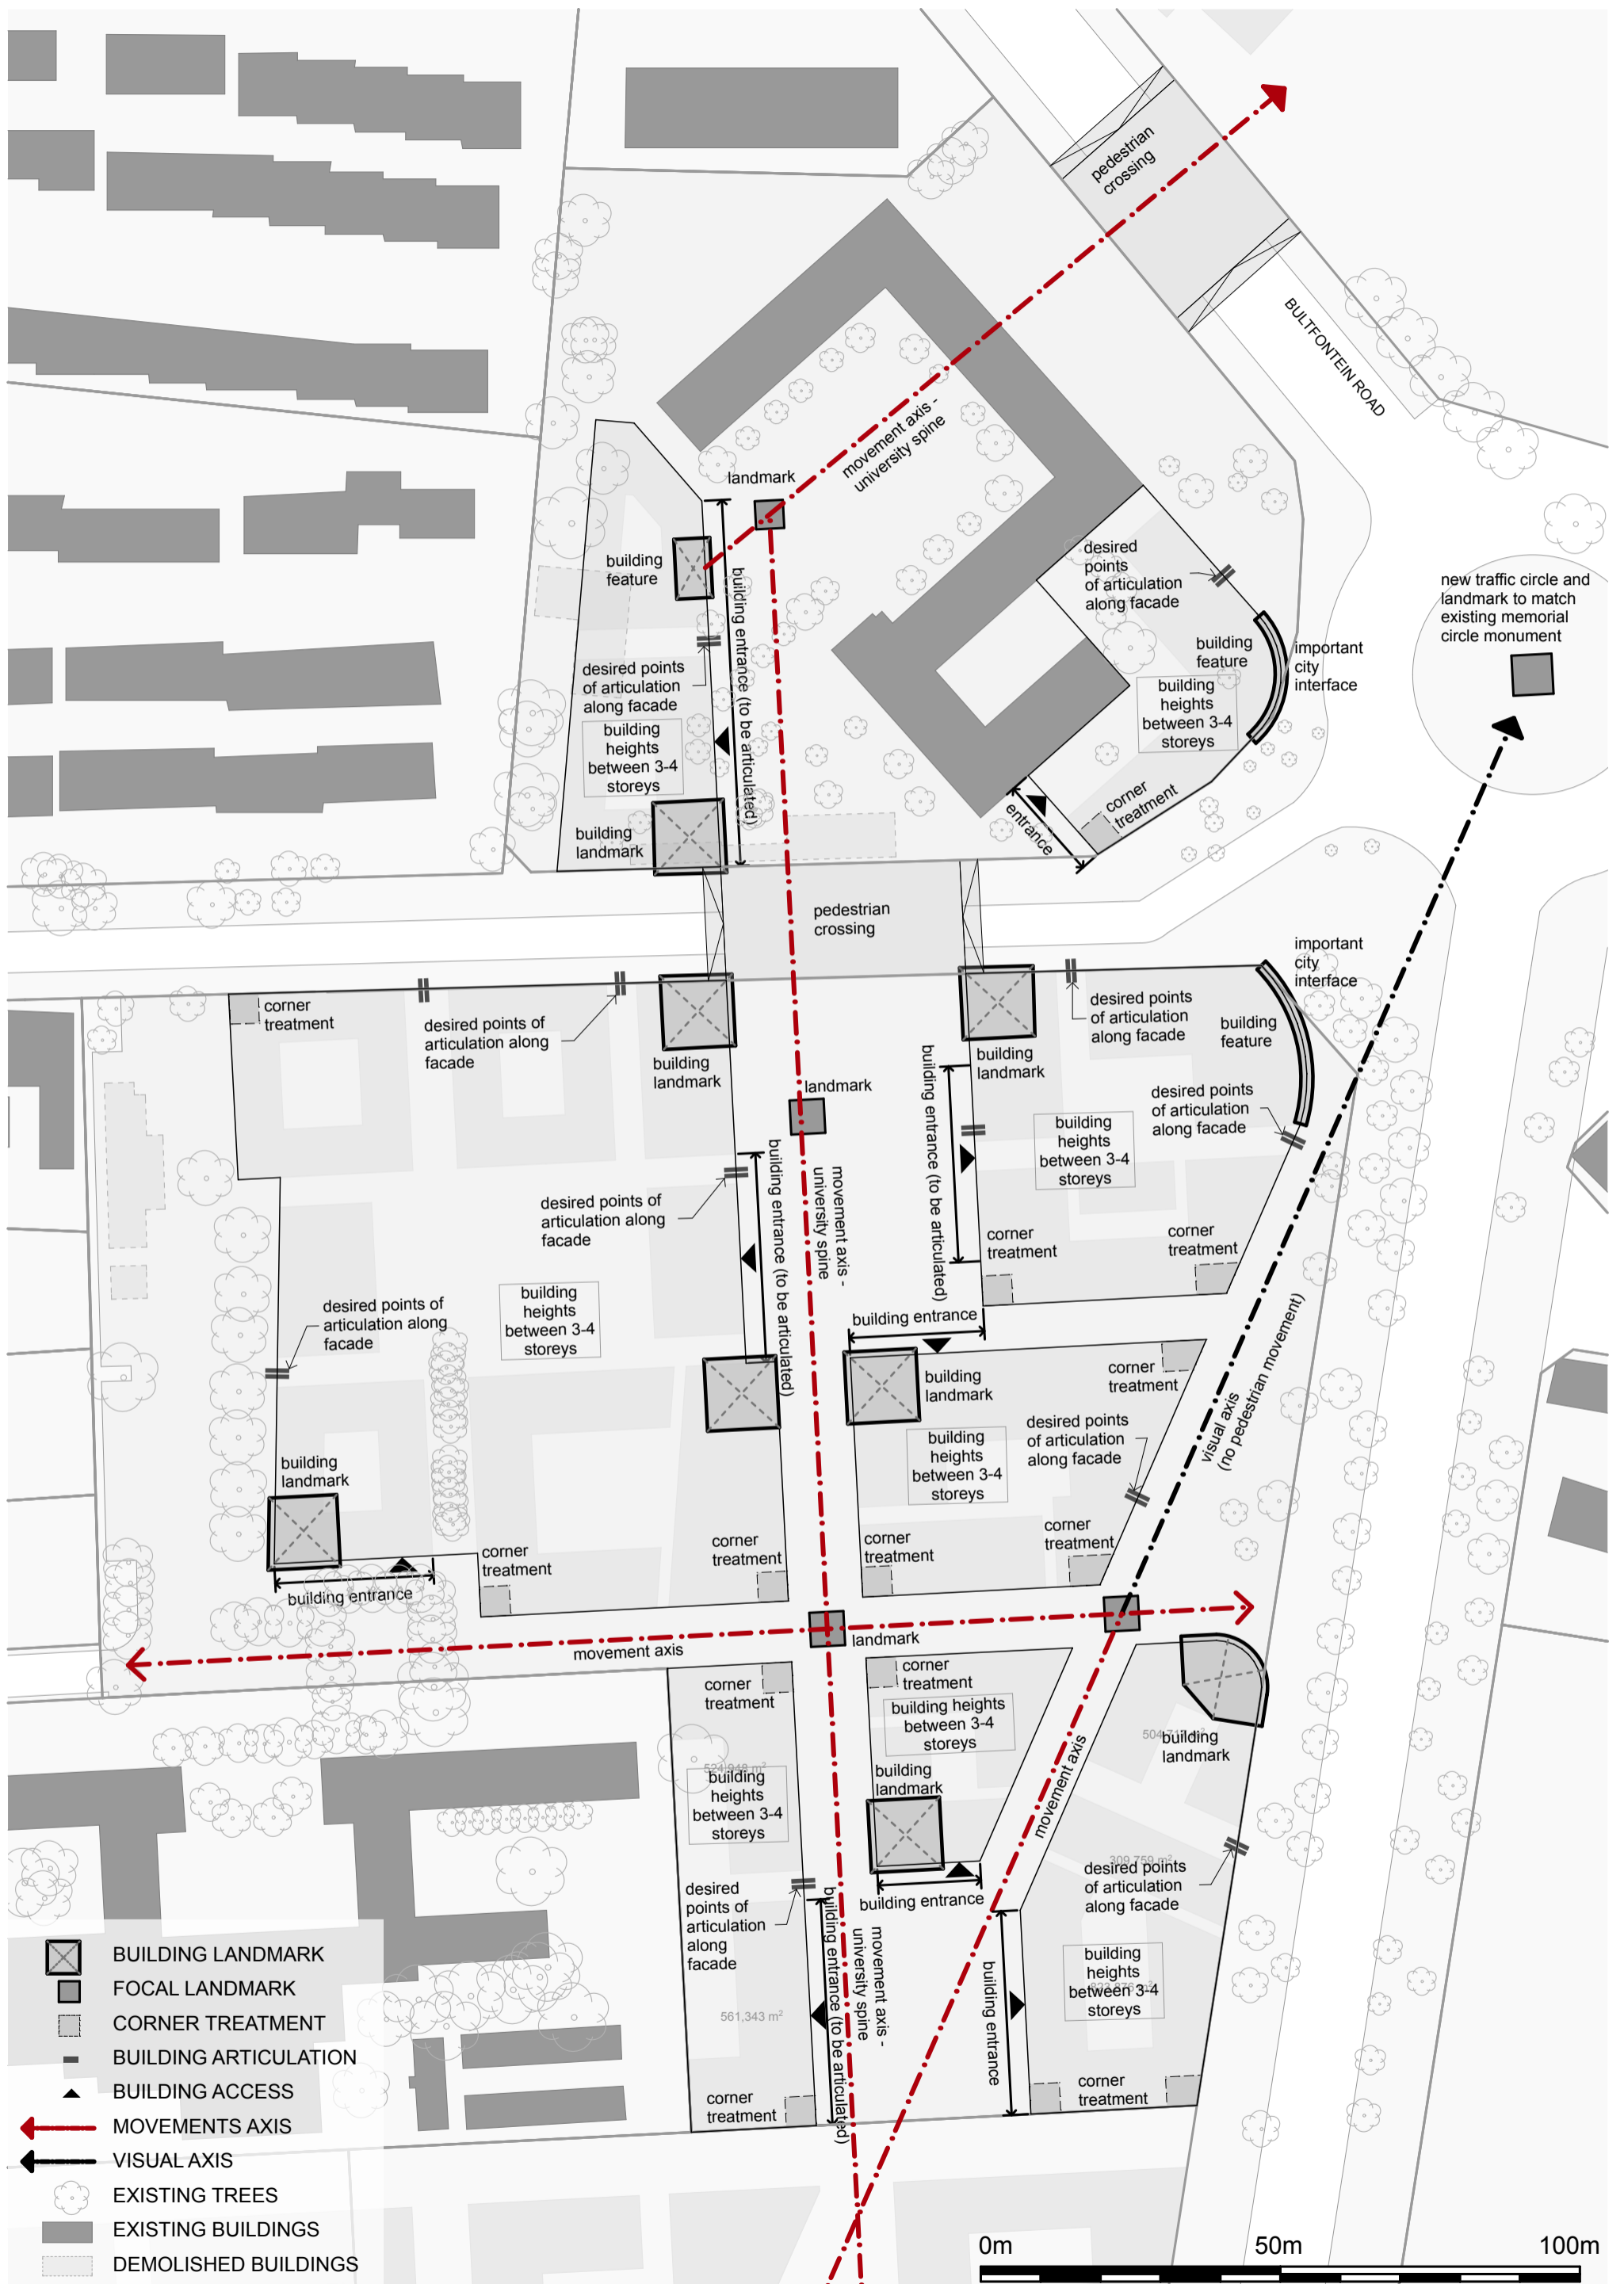 pedestrian
crossing
BULTFONTEIN ROAD
movement axis -
university spine
landmark
building
feature
building entrance (to be articulated)
desired points
of articulation
along facade
building
heights
between 3-4
storeys
building
landmark
desired
points
of articulation
along facade
building
feature
important
city
interface
building
heights
between 3-4
storeys
corner
treatment
entrance
new traffic circle and
landmark to match
existing memorial
circle monument
pedestrian
crossing
corner
treatment
desired points of
articulation along
facade
building
landmark
landmark
building
landmark
desired points
of articulation
along facade
important
city
interface
building
feature
desired points
of articulation
along facade
building entrance (to be articulated)
building
heights
between 3-4
storeys
corner
treatment
corner
treatment
desired points of
articulation along
facade
building entrance (to be articulated)
movement axis -
university spine
desired points of
articulation along
facade
building
heights
between 3-4
storeys
building entrance
building
landmark
corner
treatment
desired points
of articulation
along facade
building
heights
between 3-4
storeys
visual axis
(no pedestrian movement)
building
landmark
building entrance
corner
treatment
corner
treatment
corner
treatment
corner
treatment
movement axis
landmark
corner
treatment
corner
treatment
building heights
between 3-4
storeys
building
landmark
building entrance
movement axis
building
landmark
building
heights
between 3-4
storeys
309,759 m²
desired points
of articulation
along facade
desired
points of
articulation
along
facade
building entrance (to be articulated)
movement axis -
university spine
561,343 m²
building entrance
building
heights
between 3-4
storeys
corner
treatment
corner
treatment
BUILDING LANDMARK
FOCAL LANDMARK
CORNER TREATMENT
BUILDING ARTICULATION
BUILDING ACCESS
MOVEMENTS AXIS
VISUAL AXIS
EXISTING TREES
EXISTING BUILDINGS
DEMOLISHED BUILDINGS
0m 50m 100m